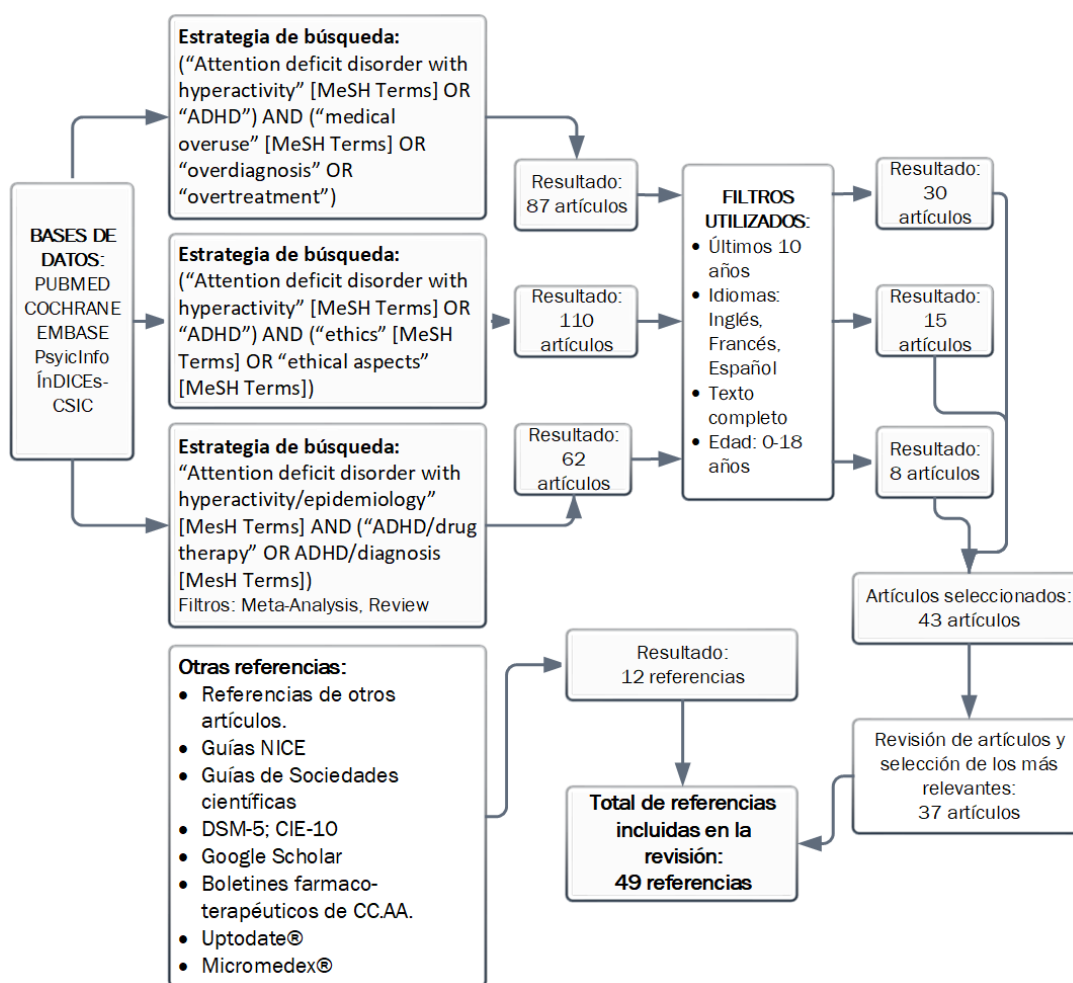 BASES DE
DATOS:
PUBMED
COCHRANE
EMBASE
PsyicInfo
ÍnDICEs-
CSIC
Estrategia de búsqueda:
(“Attention deficit disorder with
hyperactivity” [MeSH Terms] OR
“ADHD”) AND (“medical
overuse” [MeSH Terms] OR
“overdiagnosis” OR
“overtreatment”)
Resultado:
87 artículos
Estrategia de búsqueda:
(“Attention deficit disorder with
hyperactivity” [MeSH Terms] OR
“ADHD”) AND (“ethics” [MeSH
Terms] OR “ethical aspects”
[MeSH Terms])
Resultado:
110
artículos
Estrategia de búsqueda:
“Attention deficit disorder with
hyperactivity/epidemiology”
[MesH Terms] AND (“ADHD/drug
therapy” OR ADHD/diagnosis
[MesH Terms])
Filtros: Meta-Analysis, Review
Resultado:
62
artículos
FILTROS
UTILIZADOS:
• Últimos 10
años
• Idiomas:
Inglés,
Francés,
Español
• Texto
completo
• Edad: 0-18
años
Resultado:
30
artículos
Resultado:
15
artículos
Resultado:
8 artículos
Artículos seleccionados:
43 artículos
Revisión de artículos y
selección de los más
relevantes:
37 artículos
Otras referencias:
• Referencias de otros
artículos.
• Guías NICE
• Guías de Sociedades
científicas
• DSM-5; CIE-10
• Google Scholar
• Boletines farmaco-
terapéuticos de CC.AA.
• Uptodate®
• Micromedex®
Resultado:
12 referencias
Total de referencias
incluidas en la
revisión:
49 referencias